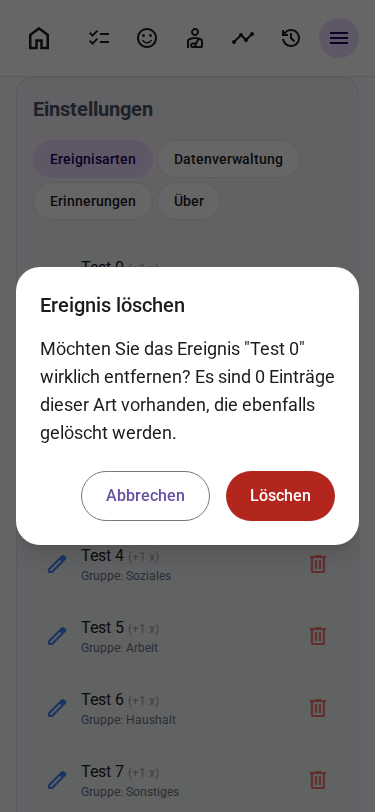 Einstellungen
Ereignisarten
Datenverwaltung
Erinnerungen
Über
Test 0 (+1 x)
Ereignis löschen
Möchten Sie das Ereignis "Test 0"
wirklich entfernen? Es sind 0 Einträge
dieser Art vorhanden, die ebenfalls
gelöscht werden.
Abbrechen
Löschen
Test 4 (+1 x)
Gruppe: Soziales
Test 5 (+1 x)
Gruppe: Arbeit
Test 6 (+1 x)
Gruppe: Haushalt
Test 7 (+1 x)
Gruppe: Sonstiges